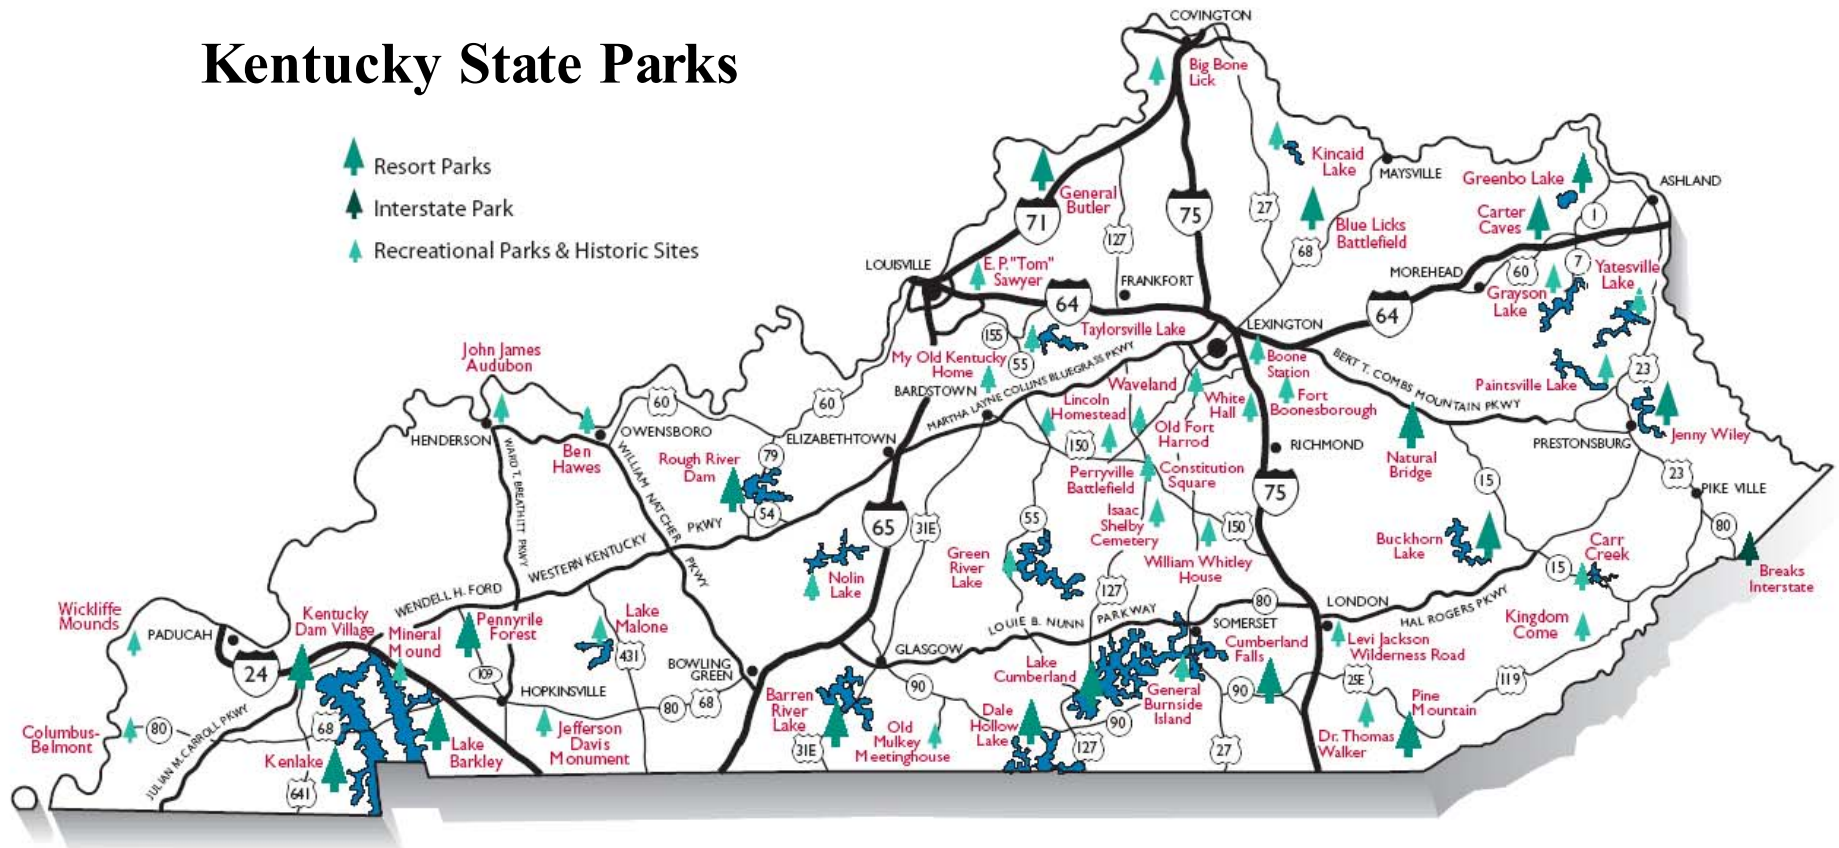 Kentucky State Parks
Resort Parks
Interstate Park
Recreational Parks & Historic Sites
COVINGTON
Big Bone
Lick
Kincaid
Lake
MAYSVILLE
Greenbo Lake
ASHLAND
General
Butler
71
75
27
127
Blue Licks
Battlefield
68
Carter
Caves
1
LOUISVILLE
E. P. "Tom"
Sawyer
64
FRANKFORT
MOREHEAD
60
7
Yatesville
Lake
Grayson
Lake
64
155
Taylorsville Lake
LEXINGTON
John James
Audubon
My Old Kentucky
Home
55
MARTHA LAYNE COLLINS BLUEGRASS PKWY
Boone
Station
BERT T. COMBS MOUNTAIN PKWY
Paintsville Lake
23
BARDSTOWN
Waveland
White
Hall
Fort
Boonesborough
60
60
Lincoln
Homestead
Old Fort
Harrod
HENDERSON
OWENSBORO
ELIZABETHTOWN
150
RICHMOND
PRESTONSBURG
Jenny Wiley
Ben
Hawes
79
Rough River
Dam
Perryville
Battlefield
Constitution
Square
Natural
Bridge
23
WARD T. BREATHITT PKWY
WILLIAM NATCHER PKWY
54
75
15
PIKE VILLE
Isaac
Shelby
Cemetery
65
31E
55
150
80
WENDELL H. FORD WESTERN KENTUCKY PKWY
Buckhorn
Lake
Carr
Creek
Green
River
Lake
William Whitley
House
15
Breaks
Interstate
Nolin
Lake
127
Wickliffe
Mounds
Kentucky
Dam Village
Mineral
Mound
Pennyrile
Forest
Lake
Malone
LOUIE B. NUNN PARKWAY
80
LONDON
HAL ROGERS PKWY
Kingdom
Come
PADUCAH
431
GLASGOW
SOMERSET
Cumberland
Falls
Levi Jackson
Wilderness Road
24
109
BOWLING
GREEN
Lake
Cumberland
HOPKINSVILLE
80
68
Barren
River
Lake
90
General
Burnside
Island
90
25E
119
Columbus-
Belmont
80
JULIAN M. CARROLL PKWY
68
Lake
Barkley
Jefferson
Davis
Monument
Old
Mulkey
Meetinghouse
Dale
Hollow
Lake
90
Pine
Mountain
Kenlake
31E
127
27
Dr. Thomas
Walker
641